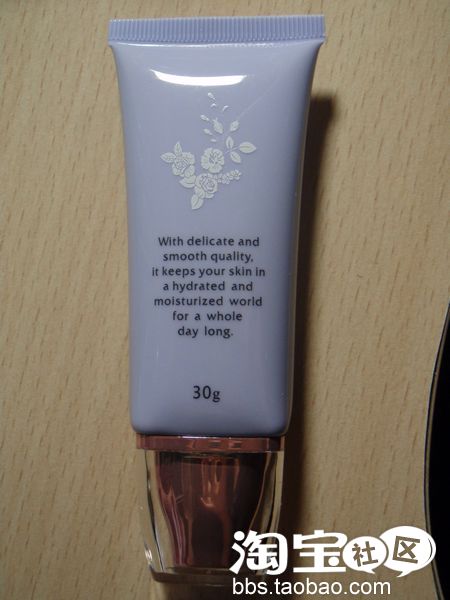 With delicate and
smooth quality,
it keeps your skin in
a hydrated and
moisturized world
for a whole
day long.
30g
淘宝社区
bbs.taobao.com